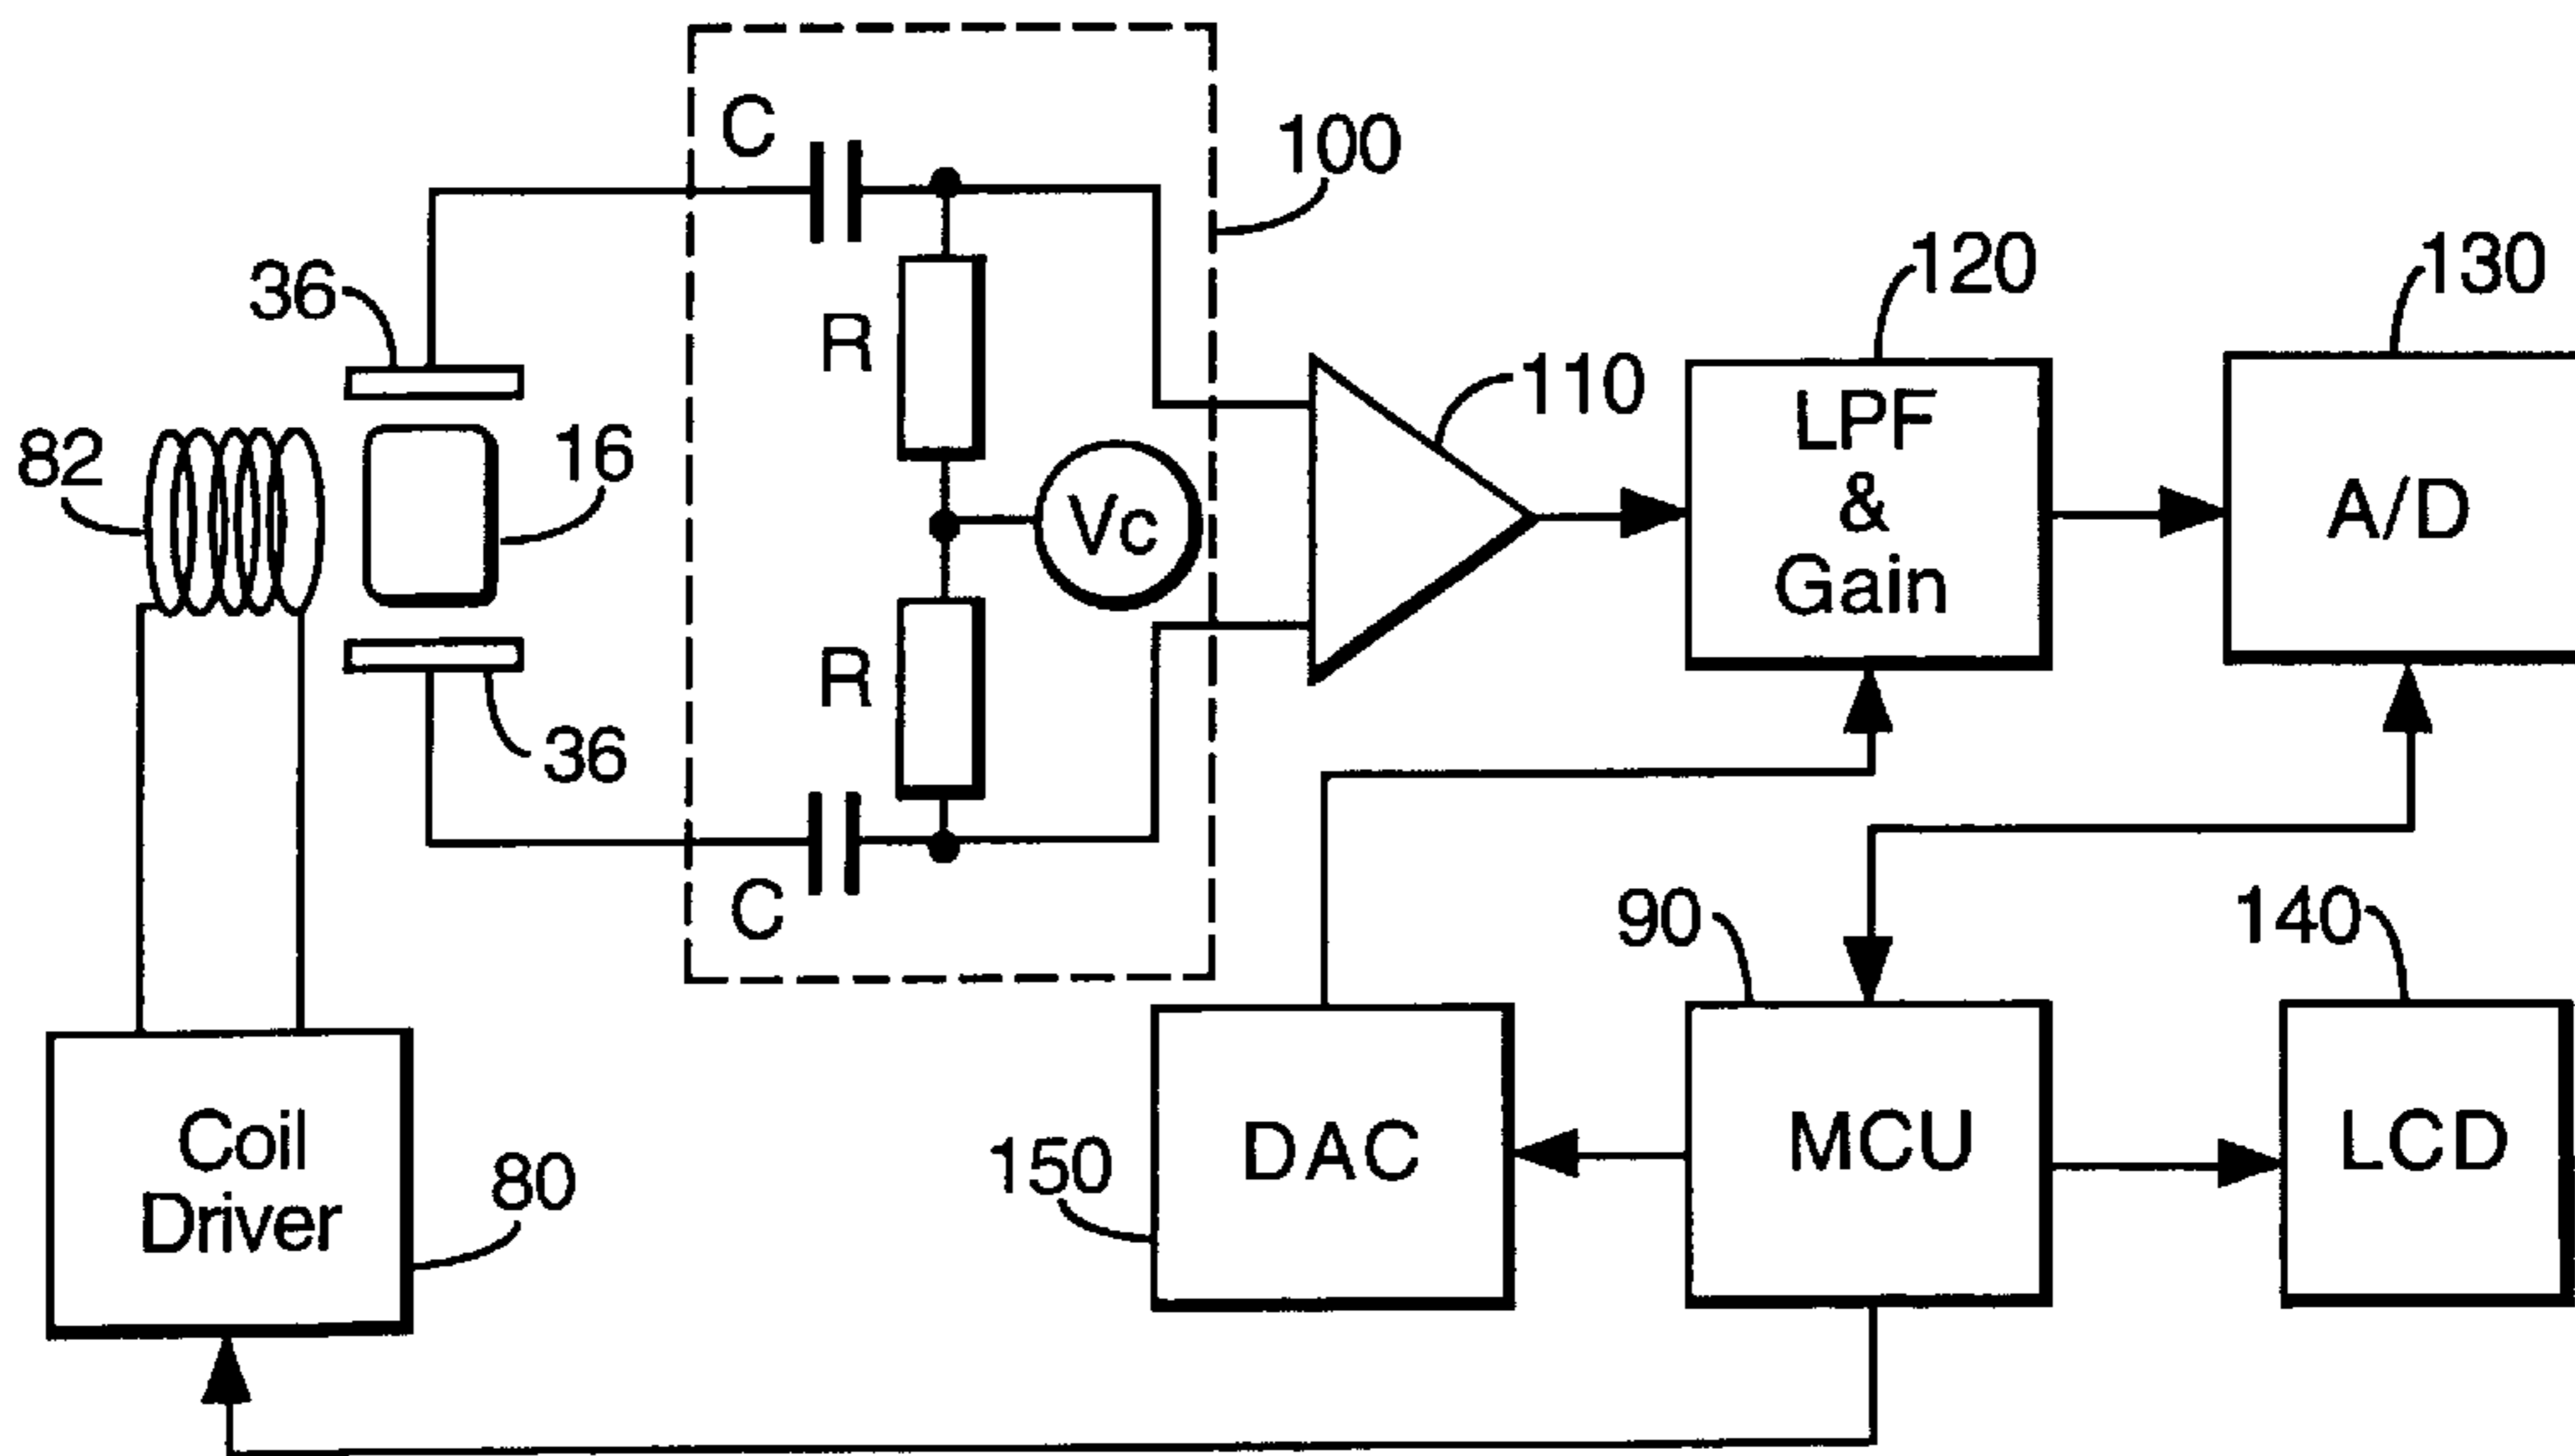 C
100
36
R
120
130
110
LPF
&
Gain
82
16
Vc
A/D
R
36
C
90
140
Coil
Driver
80
150
DAC
MCU
LCD